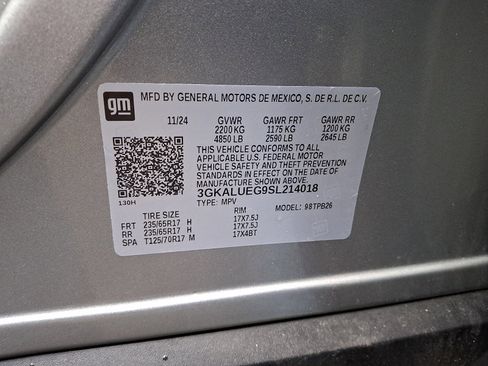 gm
MFD BY GENERAL MOTORS DE MEXICO, S. DE R.L. DE C.V.
11/24 GVWR GAWR FRT GAWR RR
2200 KG 1175 KG 1200 KG
4850 LB 2590 LB 2645 LB
THIS VEHICLE CONFORMS TO ALL
APPLICABLE U.S. FEDERAL MOTOR
VEHICLE SAFETY AND THEFT PREVENTION
STANDARDS IN EFFECT ON THE DATE OF
MANUFACTURE SHOWN ABOVE.
3GKALUEG9SL214018
130H TYPE: MPV MODEL: 98TPB26
TIRE SIZE RIM
FRT 235/65R17 H 17X7.5J
RR 235/65R17 H 17X7.5J
SPA T125/70R17 M 17X4BT